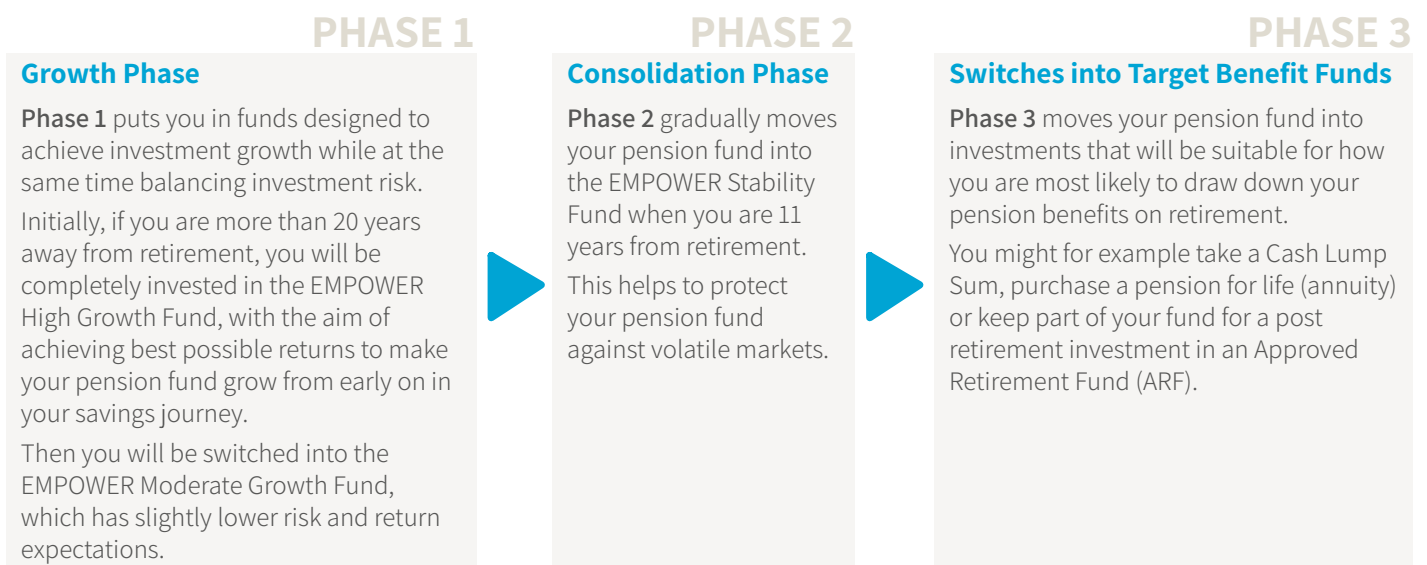 PHASE 1
Growth Phase
Phase 1 puts you in funds designed to
achieve investment growth while at the
same time balancing investment risk.
Initially, if you are more than 20 years
away from retirement, you will be
completely invested in the EMPOWER
High Growth Fund, with the aim of
achieving best possible returns to make
your pension fund grow from early on in
your savings journey.
Then you will be switched into the
EMPOWER Moderate Growth Fund,
which has slightly lower risk and return
expectations.
PHASE 2
Consolidation Phase
Phase 2 gradually moves
your pension fund into
the EMPOWER Stability
Fund when you are 11
years from retirement.
This helps to protect
your pension fund
against volatile markets.
PHASE 3
Switches into Target Benefit Funds
Phase 3 moves your pension fund into
investments that will be suitable for how
you are most likely to draw down your
pension benefits on retirement.
You might for example take a Cash Lump
Sum, purchase a pension for life (annuity)
or keep part of your fund for a post
retirement investment in an Approved
Retirement Fund (ARF).